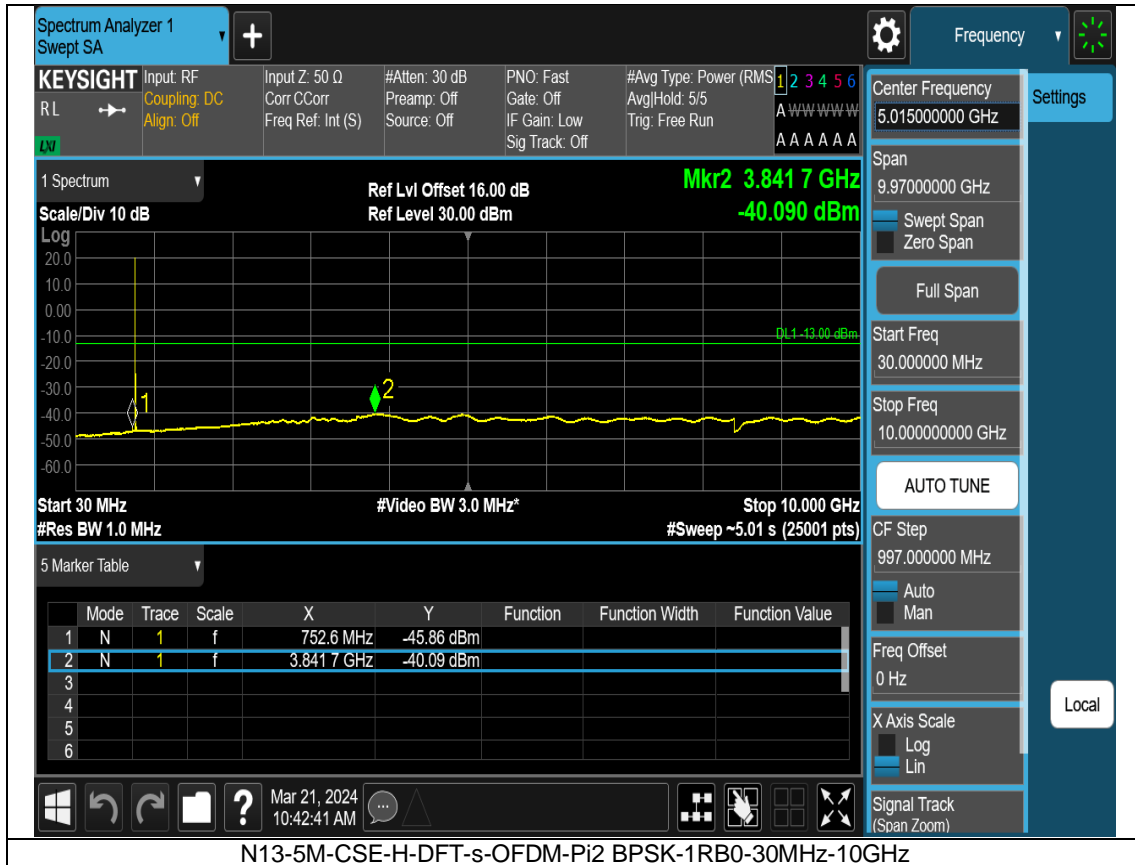 Spectrum Analyzer 1
Swept SA
Frequency
KEYSIGHT
RL
LXI
Input: RF
Coupling: DC
Align: Off
Input Z: 50 Ω
Corr CCorr
Freq Ref: Int (S)
#Atten: 30 dB
Preamp: Off
Source: Off
PNO: Fast
Gate: Off
IF Gain: Low
Sig Track: Off
#Avg Type: Power (RMS
Avg|Hold: 5/5
Trig: Free Run
1 2 3 4 5 6
A W W W W W
A A A A A A
1 Spectrum
Scale/Div 10 dB
Ref Lvl Offset 16.00 dB
Ref Level 30.00 dBm
Mkr2 3.841 7 GHz
-40.090 dBm
Log
20.0
10.0
0.00
-10.0
-20.0
-30.0
-40.0
-50.0
-60.0
DL1 -13.00 dBm
1
2
Start 30 MHz
#Video BW 3.0 MHz*
Stop 10.000 GHz
#Res BW 1.0 MHz
#Sweep ~5.01 s (25001 pts)
5 Marker Table
Mode Trace Scale X Y Function Function Width Function Value
1 N 1 f 752.6 MHz -45.86 dBm
2 N 1 f 3.841 7 GHz -40.09 dBm
3
4
5
6
Mar 21, 2024
10:42:41 AM
Center Frequency
5.015000000 GHz
Settings
Span
9.97000000 GHz
Swept Span
Zero Span
Full Span
Start Freq
30.000000 MHz
Stop Freq
10.000000000 GHz
AUTO TUNE
CF Step
997.000000 MHz
Auto
Man
Freq Offset
0 Hz
X Axis Scale
Log
Lin
Local
Signal Track
(Span Zoom)
N13-5M-CSE-H-DFT-s-OFDM-Pi2 BPSK-1RB0-30MHz-10GHz